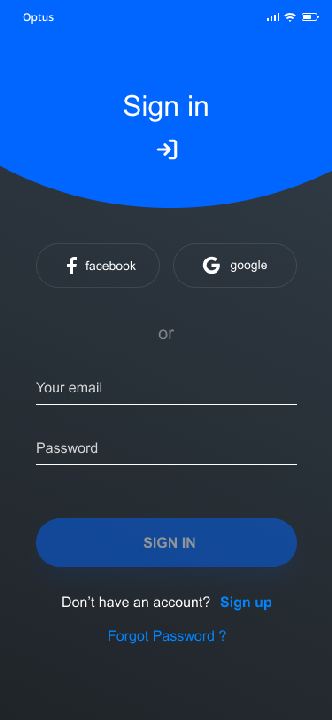 Optus
Sign in
facebook
google
or
Your email
Password
SIGN IN
Don't have an account? Sign up
Forgot Password ?